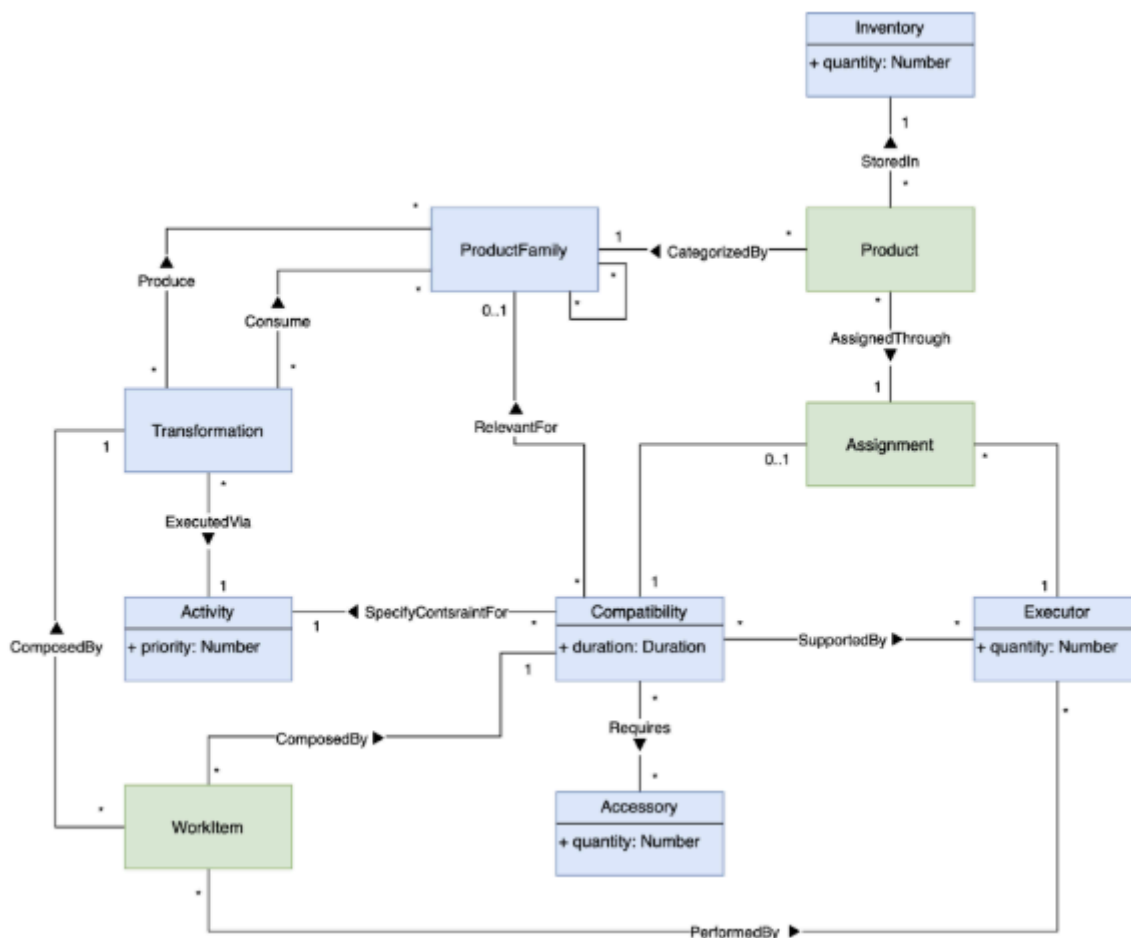 Inventory
+ quantity: Number
1
StoredIn
*
*
ProductFamily
1
CategorizedBy
*
Product
Produce
*
*
*
0..1
*
Consume
AssignedThrough
*
*
1
Transformation
1
RelevantFor
Assignment
0..1
*
*
ExecutedVia
1
*
1
1
Activity
+ priority: Number
1
SpecifyContsraintFor
*
Compatibility
+ duration: Duration
*
SupportedBy
*
Executor
+ quantity: Number
ComposedBy
1
*
*
Requires
ComposedBy
*
*
*
WorkItem
Accessory
+ quantity: Number
*
PerformedBy